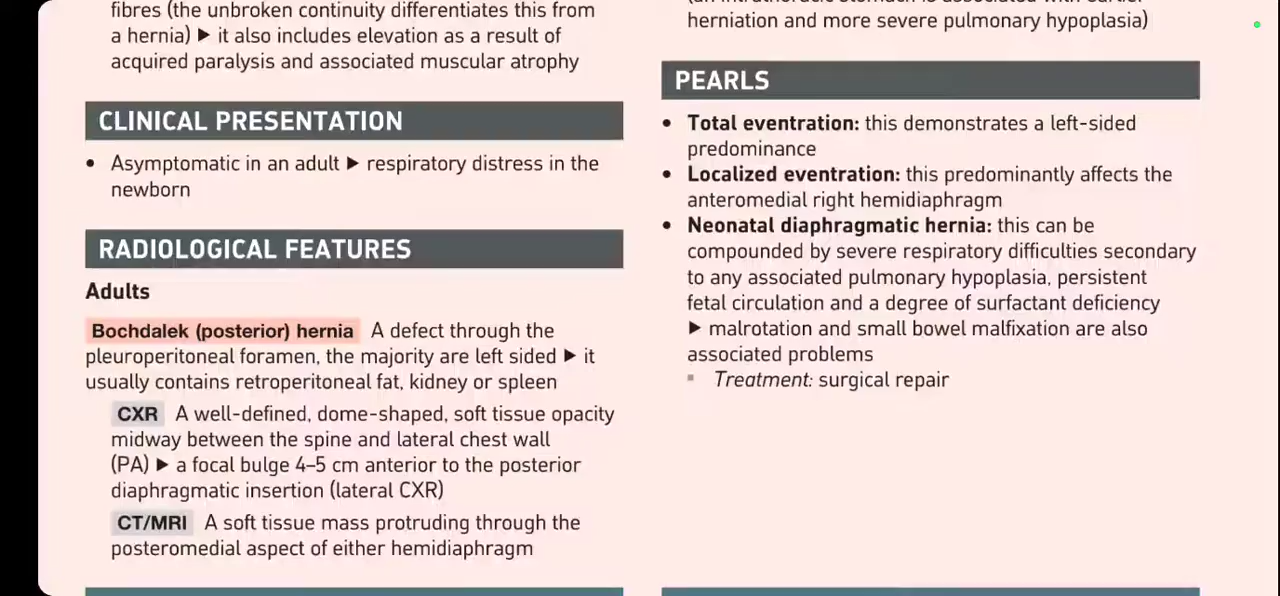 fibres (the unbroken continuity differentiates this from
a hernia) ▶ it also includes elevation as a result of
acquired paralysis and associated muscular atrophy
CLINICAL PRESENTATION
• Asymptomatic in an adult ▶ respiratory distress in the
newborn
RADIOLOGICAL FEATURES
Adults
Bochdalek (posterior) hernia A defect through the
pleuroperitoneal foramen, the majority are left sided ▶ it
usually contains retroperitoneal fat, kidney or spleen
CXR A well-defined, dome-shaped, soft tissue opacity
midway between the spine and lateral chest wall
(PA) ▶ a focal bulge 4–5 cm anterior to the posterior
diaphragmatic insertion (lateral CXR)
CT/MRI A soft tissue mass protruding through the
posteromedial aspect of either hemidiaphragm
herniation and more severe pulmonary hypoplasia)
PEARLS
• Total eventration: this demonstrates a left-sided
predominance
• Localized eventration: this predominantly affects the
anteromedial right hemidiaphragm
• Neonatal diaphragmatic hernia: this can be
compounded by severe respiratory difficulties secondary
to any associated pulmonary hypoplasia, persistent
fetal circulation and a degree of surfactant deficiency
▶ malrotation and small bowel malfixation are also
associated problems
▪ Treatment: surgical repair